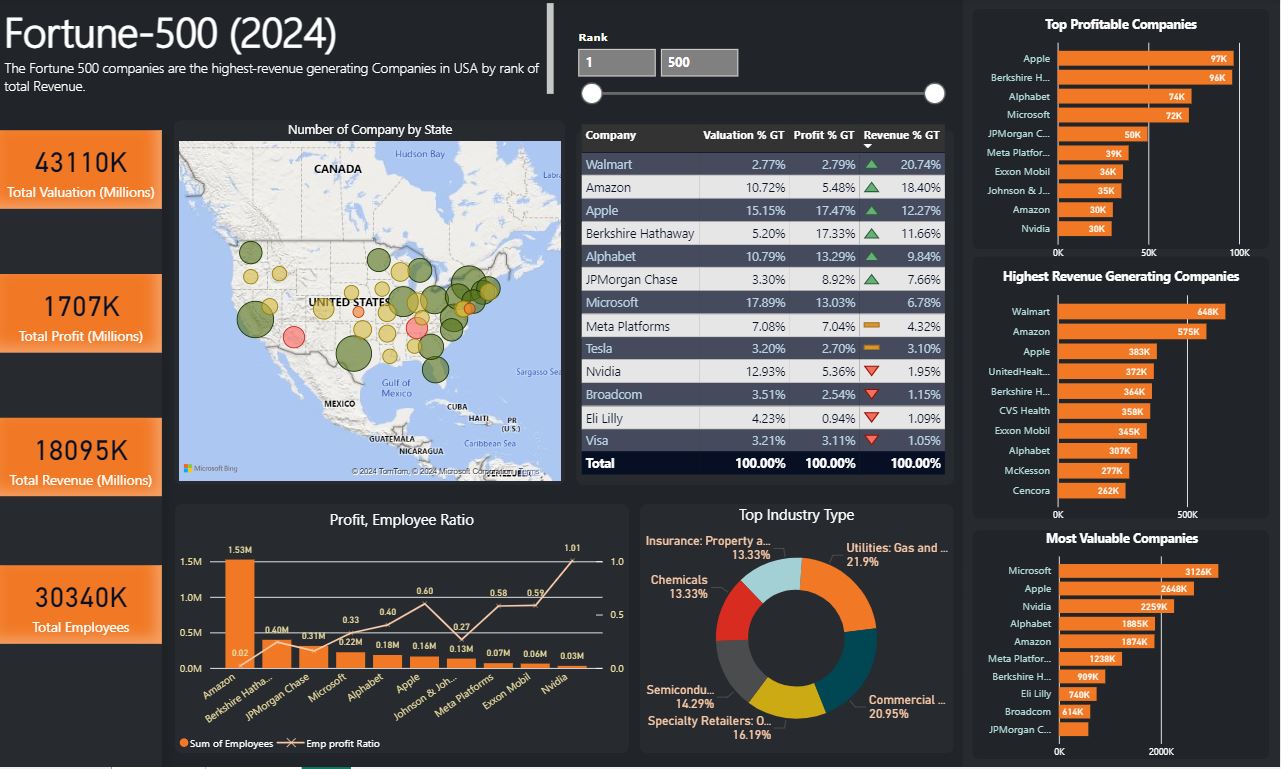 Fortune-500 (2024)
The Fortune 500 companies are the highest-revenue generating Companies in USA by rank of
total Revenue.
Rank
1 500
43110K
Total Valuation (Millions)
1707K
Total Profit (Millions)
18095K
Total Revenue (Millions)
30340K
Total Employees
Number of Company by State
Hudson Bay
CANADA
Labra
UNITED STATES
Gulf of
Mexico
Sargasso Sea
MEXICO
CUBA
HAITI
PR
(U.S.)
GUATEMALA
Caribbean Sea
NICARAGUA
VENEZUELA
Microsoft Bing
© 2024 TomTom, © 2024 Microsoft Corporation Terms
Company Valuation % GT Profit % GT Revenue % GT
Walmart 2.77% 2.79% 20.74%
Amazon 10.72% 5.48% 18.40%
Apple 15.15% 17.47% 12.27%
Berkshire Hathaway 5.20% 17.33% 11.66%
Alphabet 10.79% 13.29% 9.84%
JPMorgan Chase 3.30% 8.92% 7.66%
Microsoft 17.89% 13.03% 6.78%
Meta Platforms 7.08% 7.04% 4.32%
Tesla 3.20% 2.70% 3.10%
Nvidia 12.93% 5.36% 1.95%
Broadcom 3.51% 2.54% 1.15%
Eli Lilly 4.23% 0.94% 1.09%
Visa 3.21% 3.11% 1.05%
Total 100.00% 100.00% 100.00%
Profit, Employee Ratio
1.5M
1.0M
0.5M
0.0M
1.53M
0.40M
0.31M
0.22M
0.18M
0.16M
0.13M
0.07M
0.06M
0.03M
0.02
0.33
0.40
0.60
0.27
0.58
0.59
1.01
1.0
0.5
0.0
Amazon
Berkshire Hatha...
JPMorgan Chase
Microsoft
Alphabet
Apple
Johnson & Joh...
Meta Platforms
Exxon Mobil
Nvidia
Sum of Employees Emp profit Ratio
Top Industry Type
Insurance: Property a...
13.33%
Utilities: Gas and ...
21.9%
Chemicals
13.33%
Semicondu...
14.29%
Specialty Retailers: O...
16.19%
Commercial ...
20.95%
Top Profitable Companies
Apple 97K
Berkshire H... 96K
Alphabet 74K
Microsoft 72K
JPMorgan C... 50K
Meta Platfor... 39K
Exxon Mobil 36K
Johnson & J... 35K
Amazon 30K
Nvidia 30K
0K 50K 100K
Highest Revenue Generating Companies
Walmart 648K
Amazon 575K
Apple 383K
UnitedHealt... 372K
Berkshire H... 364K
CVS Health 358K
Exxon Mobil 345K
Alphabet 307K
McKesson 277K
Cencora 262K
0K 500K
Most Valuable Companies
Microsoft 3126K
Apple 2648K
Nvidia 2259K
Alphabet 1885K
Amazon 1874K
Meta Platfor... 1238K
Berkshire H... 909K
Eli Lilly 740K
Broadcom 614K
JPMorgan C...
0K 2000K